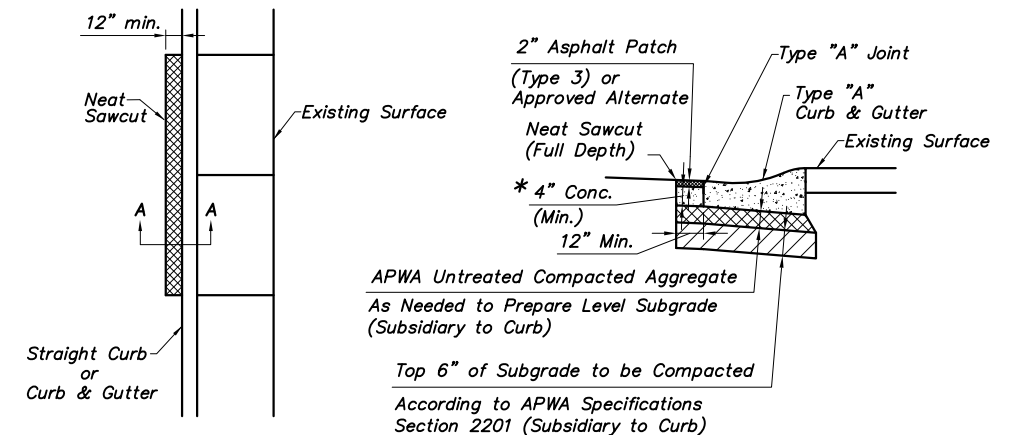 12" min.
Neat
Sawcut
Existing Surface
A
A
Straight Curb
or
Curb & Gutter
2" Asphalt Patch
(Type 3) or
Approved Alternate
Type "A" Joint
Type "A"
Curb & Gutter
Neat Sawcut
(Full Depth)
Existing Surface
* 4" Conc.
(Min.)
12" Min.
APWA Untreated Compacted Aggregate
As Needed to Prepare Level Subgrade
(Subsidiary to Curb)
Top 6" of Subgrade to be Compacted
According to APWA Specifications
Section 2201 (Subsidiary to Curb)